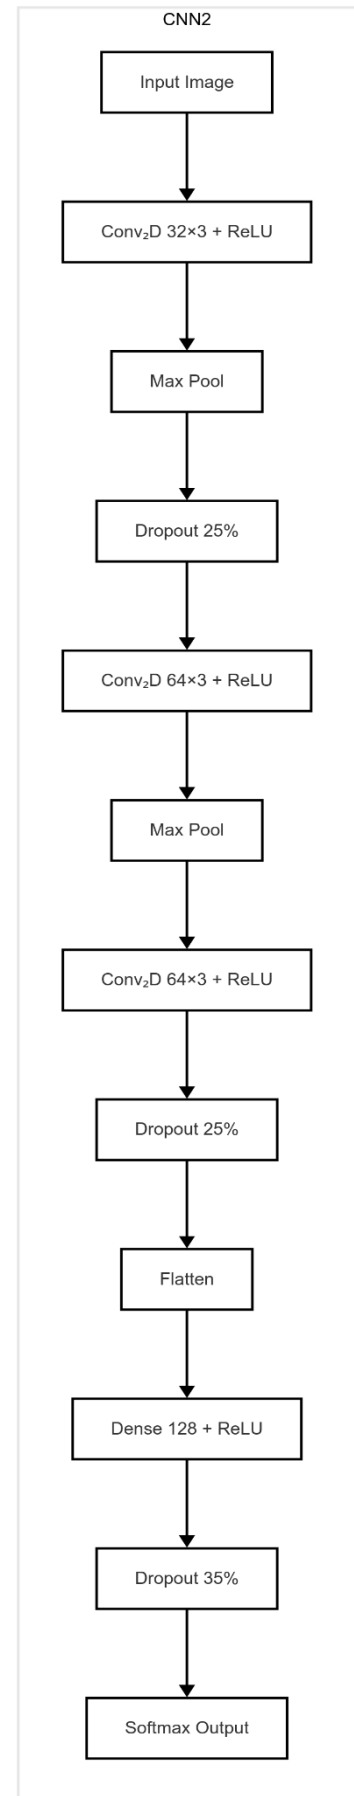 CNN2
Input Image
Conv₂D 32×3 + ReLU
Max Pool
Dropout 25%
Conv₂D 64×3 + ReLU
Max Pool
Conv₂D 64×3 + ReLU
Dropout 25%
Flatten
Dense 128 + ReLU
Dropout 35%
Softmax Output